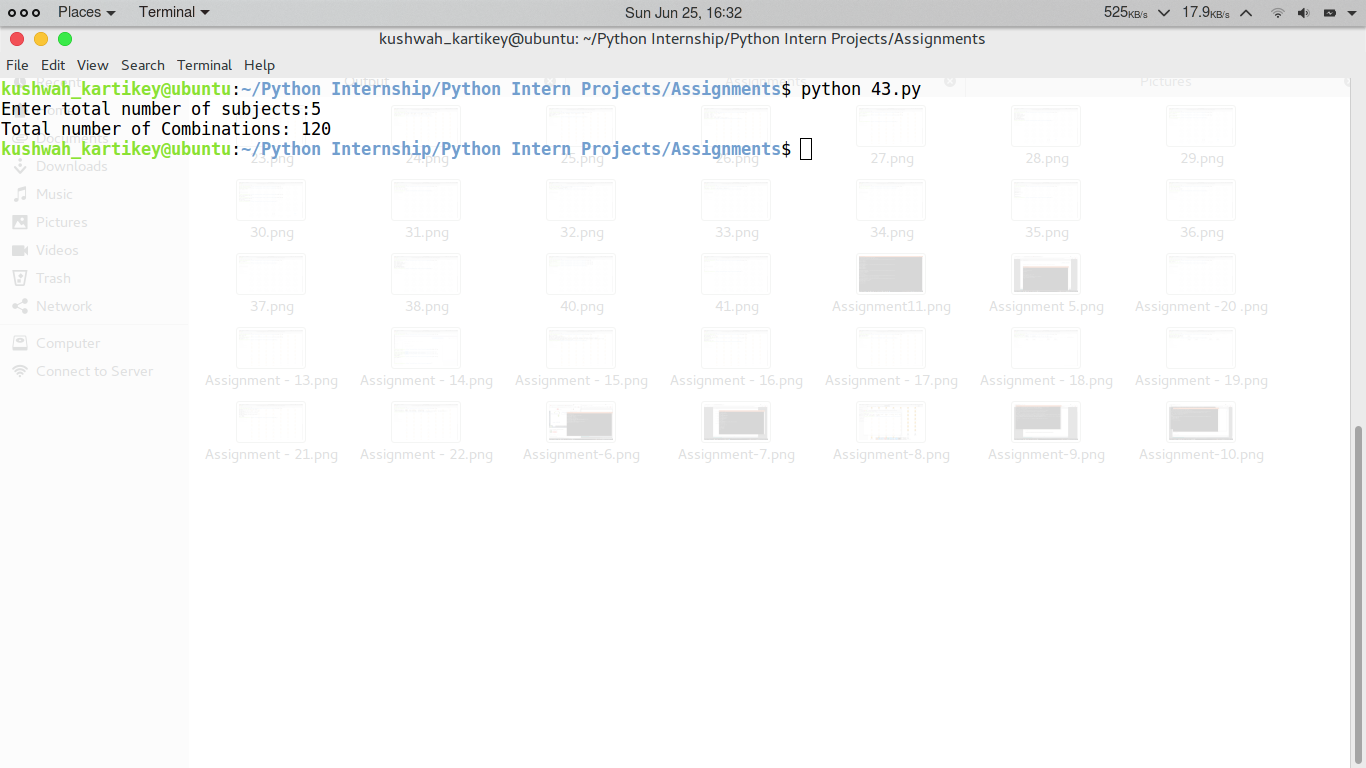 Places Terminal Sun Jun 25, 16:32 525KB/s 17.9KB/s
kushwah_kartikey@ubuntu: ~/Python Internship/Python Intern Projects/Assignments
File Edit View Search Terminal Help
Recent Output Assignments Pictures
kushwah_kartikey@ubuntu:~/Python Internship/Python Intern Projects/Assignments$ python 43.py
Enter total number of subjects:5
Total number of Combinations: 120
kushwah_kartikey@ubuntu:~/Python Internship/Python Intern Projects/Assignments$
23.png 24.png 25.png 26.png 27.png 28.png 29.png
Downloads
Music
Pictures
30.png 31.png 32.png 33.png 34.png 35.png 36.png
Videos
Trash
Network
37.png 38.png 40.png 41.png Assignment11.png Assignment 5.png Assignment -20 .png
Computer
Connect to Server
Assignment - 13.png Assignment - 14.png Assignment - 15.png Assignment - 16.png Assignment - 17.png Assignment - 18.png Assignment - 19.png
Assignment - 21.png Assignment - 22.png Assignment-6.png Assignment-7.png Assignment-8.png Assignment-9.png Assignment-10.png